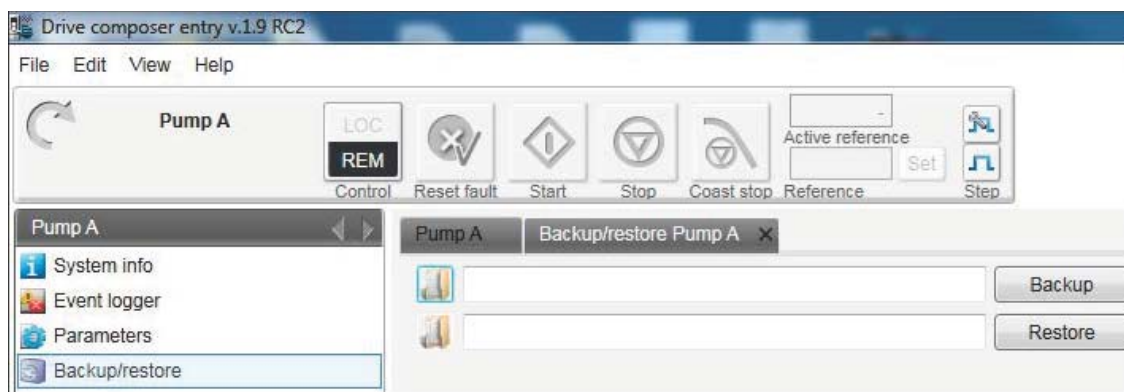 Drive composer entry v.1.9 RC2
File Edit View Help
Pump A
LOC
REM
Control
Reset fault
Start
Stop
Coast stop
-
Active reference
Set
Reference
Step
Pump A
System info
Event logger
Parameters
Backup/restore
Pump A
Backup/restore Pump A
Backup
Restore